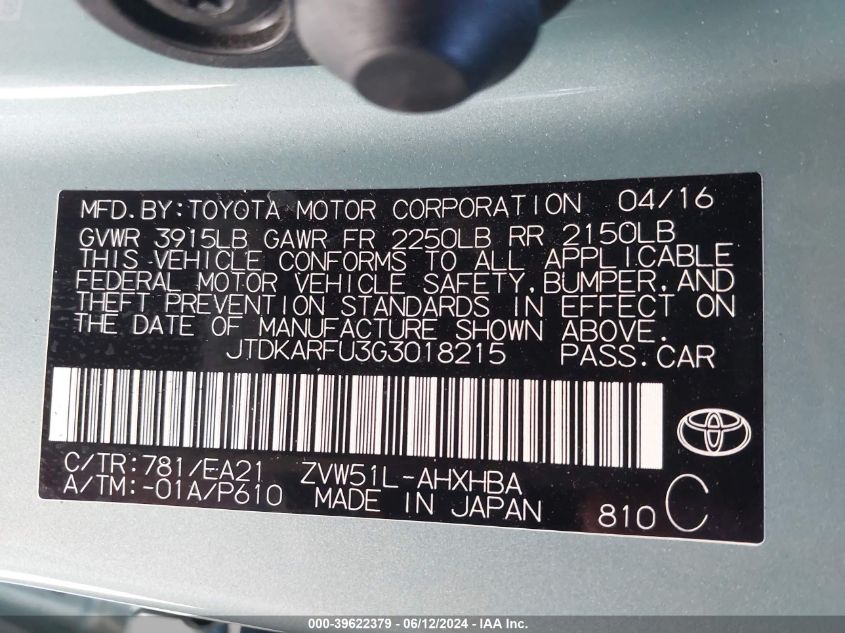 MFD.BY:TOYOTA MOTOR CORPORATION 04/16
GVWR 3915LB GAWR FR 2250LB RR 2150LB
THIS VEHICLE CONFORMS TO ALL APPLICABLE
FEDERAL MOTOR VEHICLE SAFETY,BUMPER,AND
THEFT PREVENTION STANDARDS IN EFFECT ON
THE DATE OF MANUFACTURE SHOWN ABOVE.
JTDKARFU3G3018215 PASS.CAR
C/TR:781/EA21 ZVW51L-AHXHBA
A/TM:-01A/P610 MADE IN JAPAN 810 C
000-39622379 - 06/12/2024 - IAA Inc.